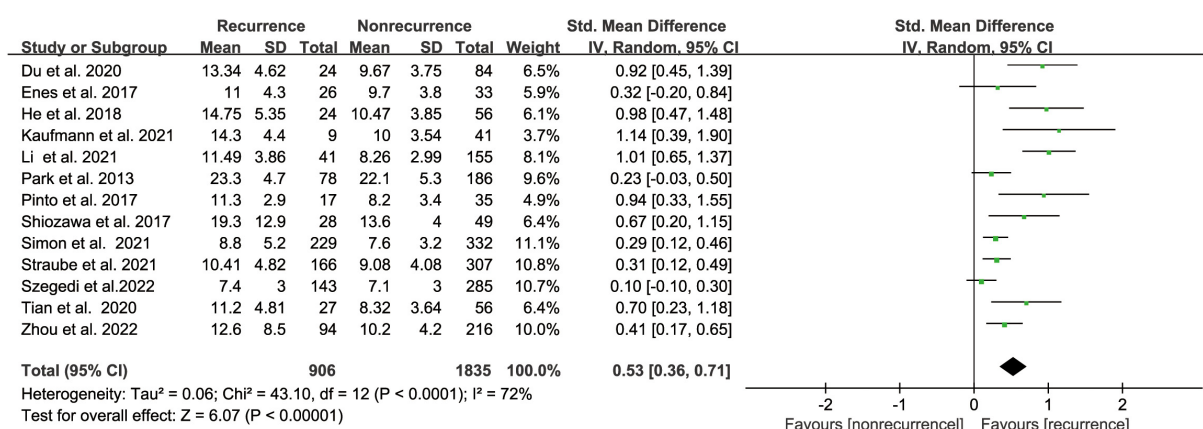 Recurrence Nonrecurrence Std. Mean Difference Std. Mean Difference
Study or Subgroup Mean SD Total Mean SD Total Weight IV, Random, 95% CI IV, Random, 95% CI
Du et al. 2020 13.34 4.62 24 9.67 3.75 84 6.5% 0.92 [0.45, 1.39]
Enes et al. 2017 11 4.3 26 9.7 3.8 33 5.9% 0.32 [-0.20, 0.84]
He et al. 2018 14.75 5.35 24 10.47 3.85 56 6.1% 0.98 [0.47, 1.48]
Kaufmann et al. 2021 14.3 4.4 9 10 3.54 41 3.7% 1.14 [0.39, 1.90]
Li et al. 2021 11.49 3.86 41 8.26 2.99 155 8.1% 1.01 [0.65, 1.37]
Park et al. 2013 23.3 4.7 78 22.1 5.3 186 9.6% 0.23 [-0.03, 0.50]
Pinto et al. 2017 11.3 2.9 17 8.2 3.4 35 4.9% 0.94 [0.33, 1.55]
Shiozawa et al. 2017 19.3 12.9 28 13.6 4 49 6.4% 0.67 [0.20, 1.15]
Simon et al. 2021 8.8 5.2 229 7.6 3.2 332 11.1% 0.29 [0.12, 0.46]
Straube et al. 2021 10.41 4.82 166 9.08 4.08 307 10.8% 0.31 [0.12, 0.49]
Szegedi et al.2022 7.4 3 143 7.1 3 285 10.7% 0.10 [-0.10, 0.30]
Tian et al. 2020 11.2 4.81 27 8.32 3.64 56 6.6% 0.70 [0.23, 1.18]
Zhou et al. 2022 12.6 8.5 94 10.2 4.2 216 10.0% 0.41 [0.17, 0.65]
Total (95% CI) 906 1835 100.0% 0.53 [0.36, 0.71]
Heterogeneity: Tau² = 0.06; Chi² = 43.10, df = 12 (P < 0.0001); I² = 72%
Test for overall effect: Z = 6.07 (P < 0.00001)
-2 -1 0 1 2
Favours [nonrecurrence] Favours [recurrence]